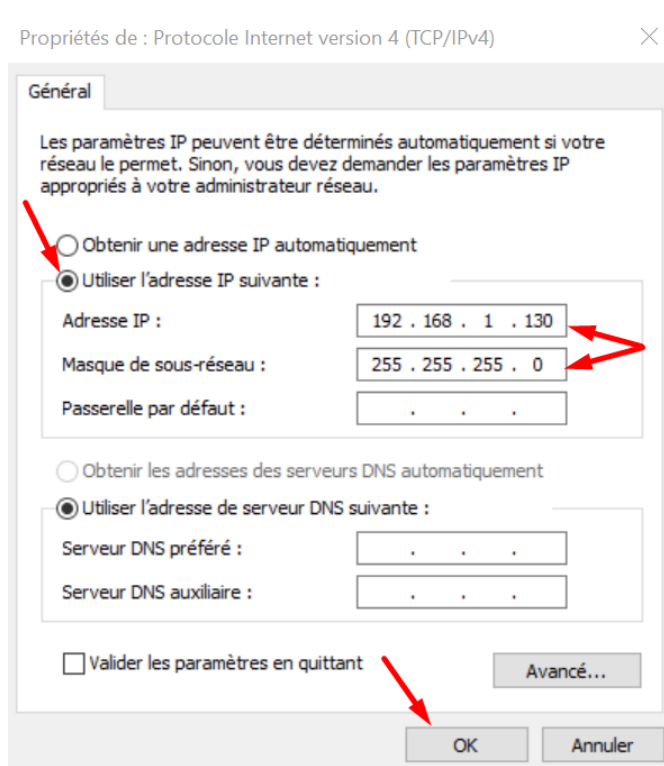 Propriétés de : Protocole Internet version 4 (TCP/IPv4)
Général
Les paramètres IP peuvent être déterminés automatiquement si votre
réseau le permet. Sinon, vous devez demander les paramètres IP
appropriés à votre administrateur réseau.
Obtenir une adresse IP automatiquement
Utiliser l'adresse IP suivante :
Adresse IP : 192 . 168 . 1 . 130
Masque de sous-réseau : 255 . 255 . 255 . 0
Passerelle par défaut : . . .
Obtenir les adresses des serveurs DNS automatiquement
Utiliser l'adresse de serveur DNS suivante :
Serveur DNS préféré : . . .
Serveur DNS auxiliaire : . . .
Valider les paramètres en quittant
Avancé...
OK Annuler